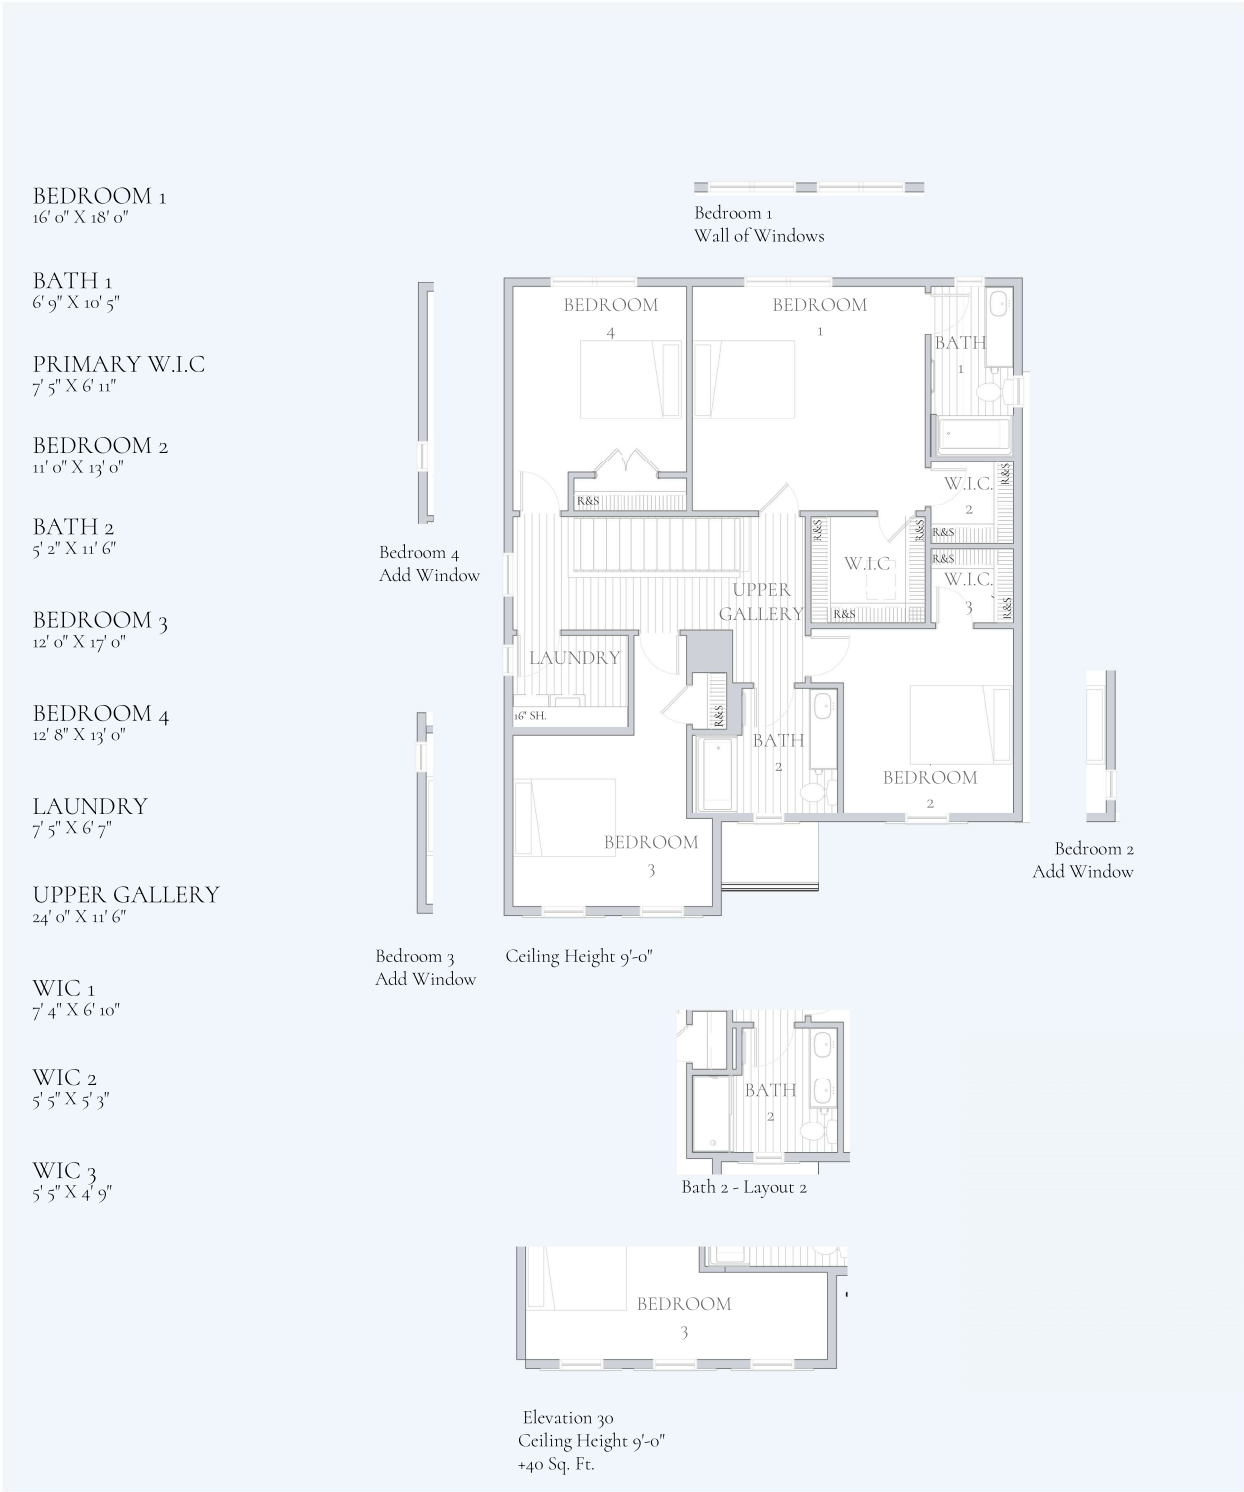 BEDROOM 1
16' 0" X 18' 0"
BATH 1
6' 9" X 10' 5"
PRIMARY W.I.C
7' 5" X 6' 11"
BEDROOM 2
11' 0" X 13' 0"
BATH 2
5' 2" X 11' 6"
BEDROOM 3
12' 0" X 17' 0"
BEDROOM 4
12' 8" X 13' 0"
LAUNDRY
7' 5" X 6' 7"
UPPER GALLERY
24' 0" X 11' 6"
WIC 1
7' 4" X 6' 10"
WIC 2
5' 5" X 5' 3"
WIC 3
5' 5" X 4' 9"
Bedroom 1
Wall of Windows
BEDROOM
4
BEDROOM
1
BATH
1
R&S
W.I.C.
2
R&S
R&S
R&S
R&S
R&S
W.I.C
R&S
R&S
W.I.C.
3
R&S
UPPER
GALLERY
Bedroom 4
Add Window
LAUNDRY
16" SH.
R&S
BATH
2
BEDROOM
2
BEDROOM
3
Bedroom 2
Add Window
Bedroom 3
Add Window
Ceiling Height 9'-0"
BATH
2
Bath 2 - Layout 2
BEDROOM
3
Elevation 30
Ceiling Height 9'-0"
+40 Sq. Ft.